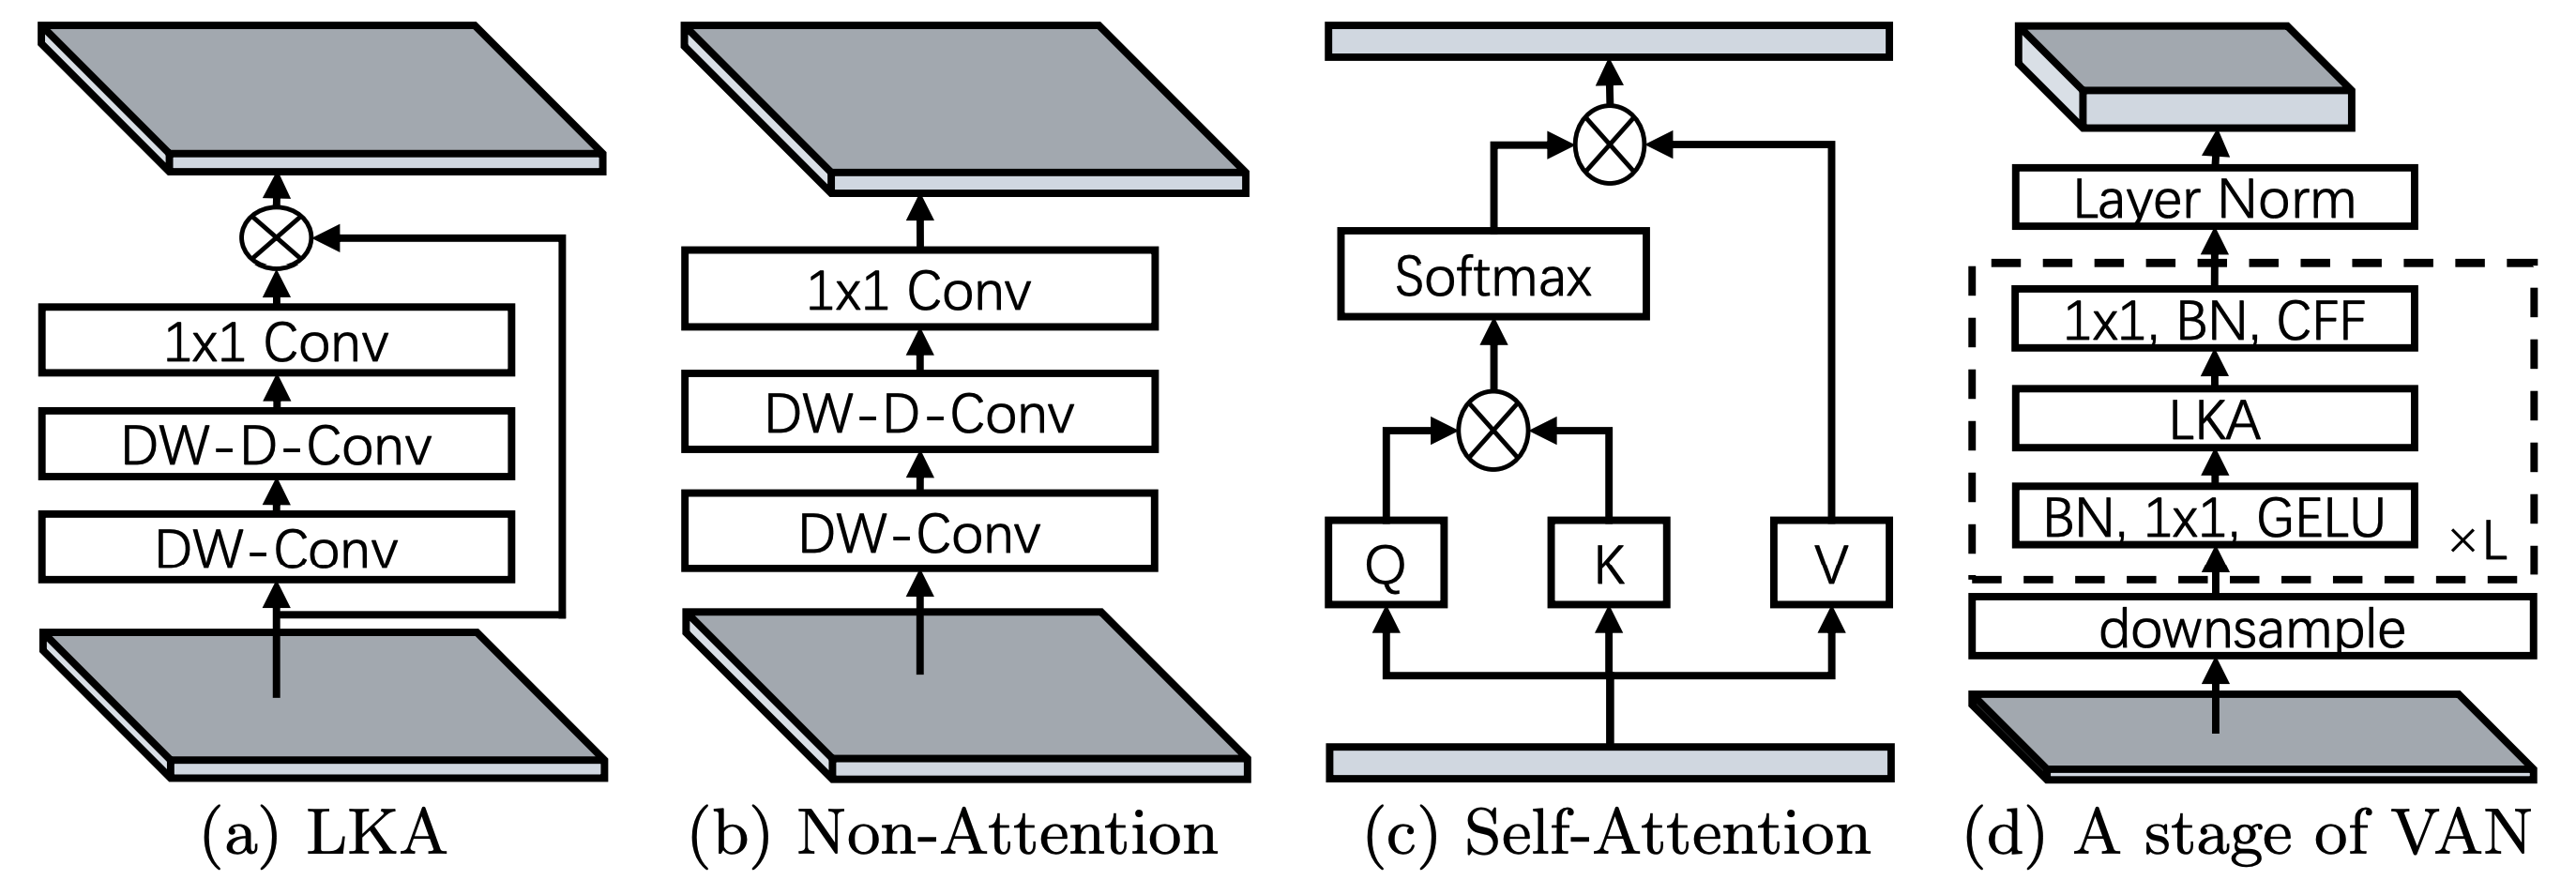 1x1 Conv
DW-D-Conv
DW-Conv
(a) LKA
1x1 Conv
DW-D-Conv
DW-Conv
(b) Non-Attention
Softmax
Q K V
(c) Self-Attention
Layer Norm
1x1, BN, CFF
LKA
BN, 1x1, GELU
×L
downsample
(d) A stage of VAN